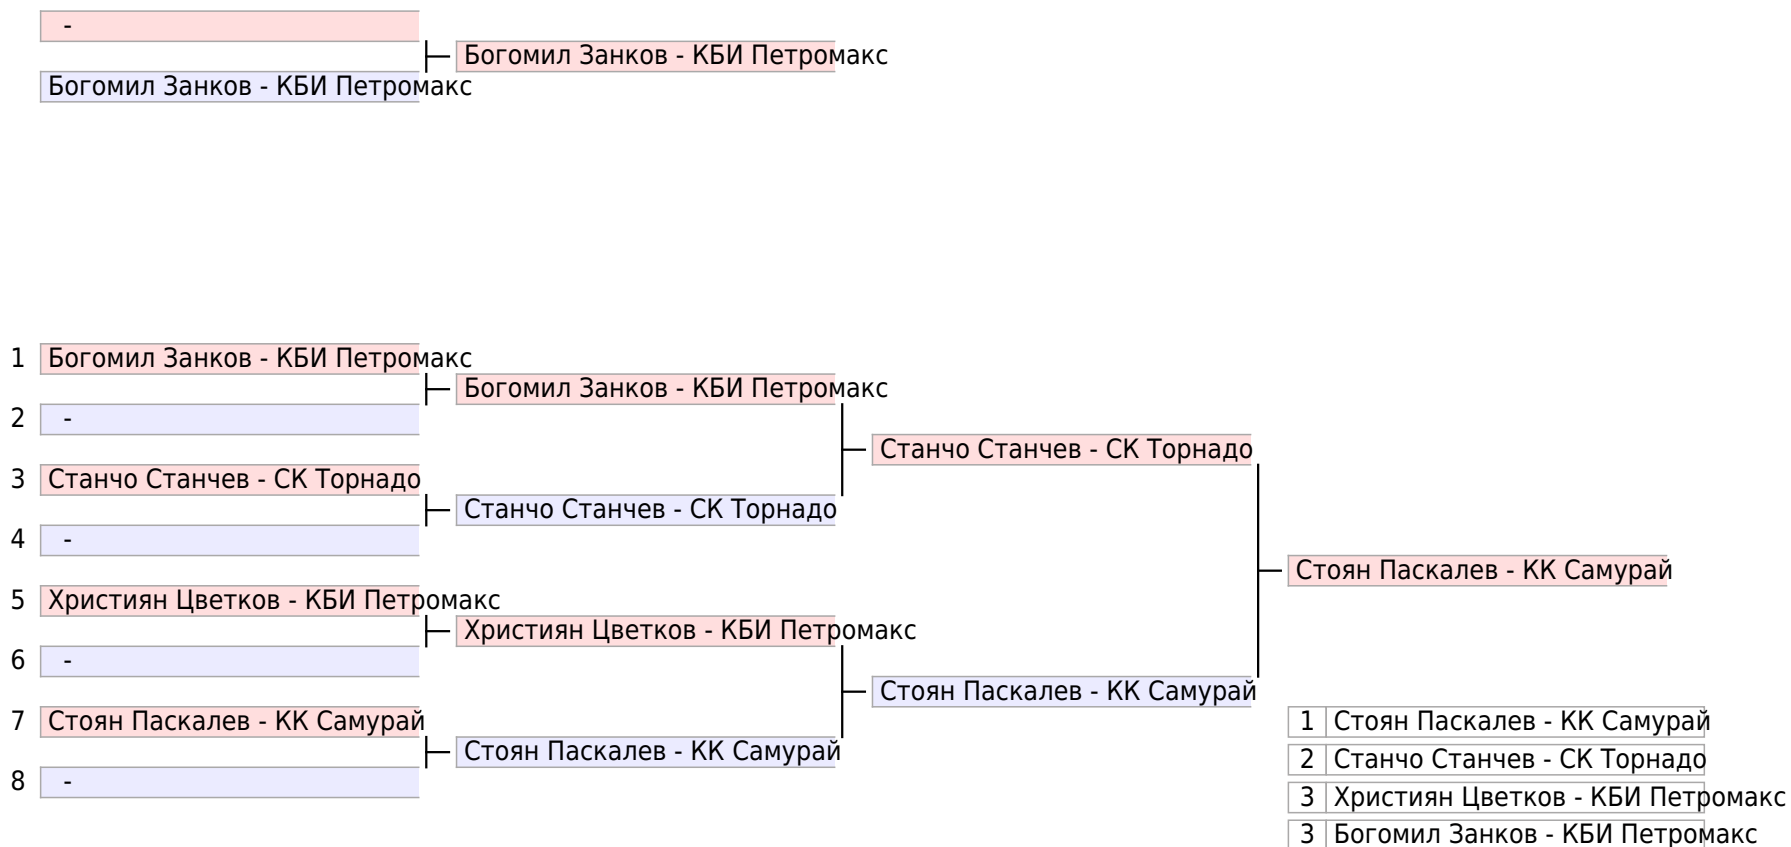 -
Богомил Занков - КБИ Петромакс
Богомил Занков - КБИ Петромакс
1 Богомил Занков - КБИ Петромакс
Богомил Занков - КБИ Петромакс
2 -
Станчо Станчев - СК Торнадо
3 Станчо Станчев - СК Торнадо
Станчо Станчев - СК Торнадо
4 -
Стоян Паскалев - КК Самурай
5 Християн Цветков - КБИ Петромакс
Християн Цветков - КБИ Петромакс
6 -
Стоян Паскалев - КК Самурай
7 Стоян Паскалев - КК Самурай
Стоян Паскалев - КК Самурай
8 -
1 Стоян Паскалев - КК Самурай
2 Станчо Станчев - СК Торнадо
3 Християн Цветков - КБИ Петромакс
3 Богомил Занков - КБИ Петромакс